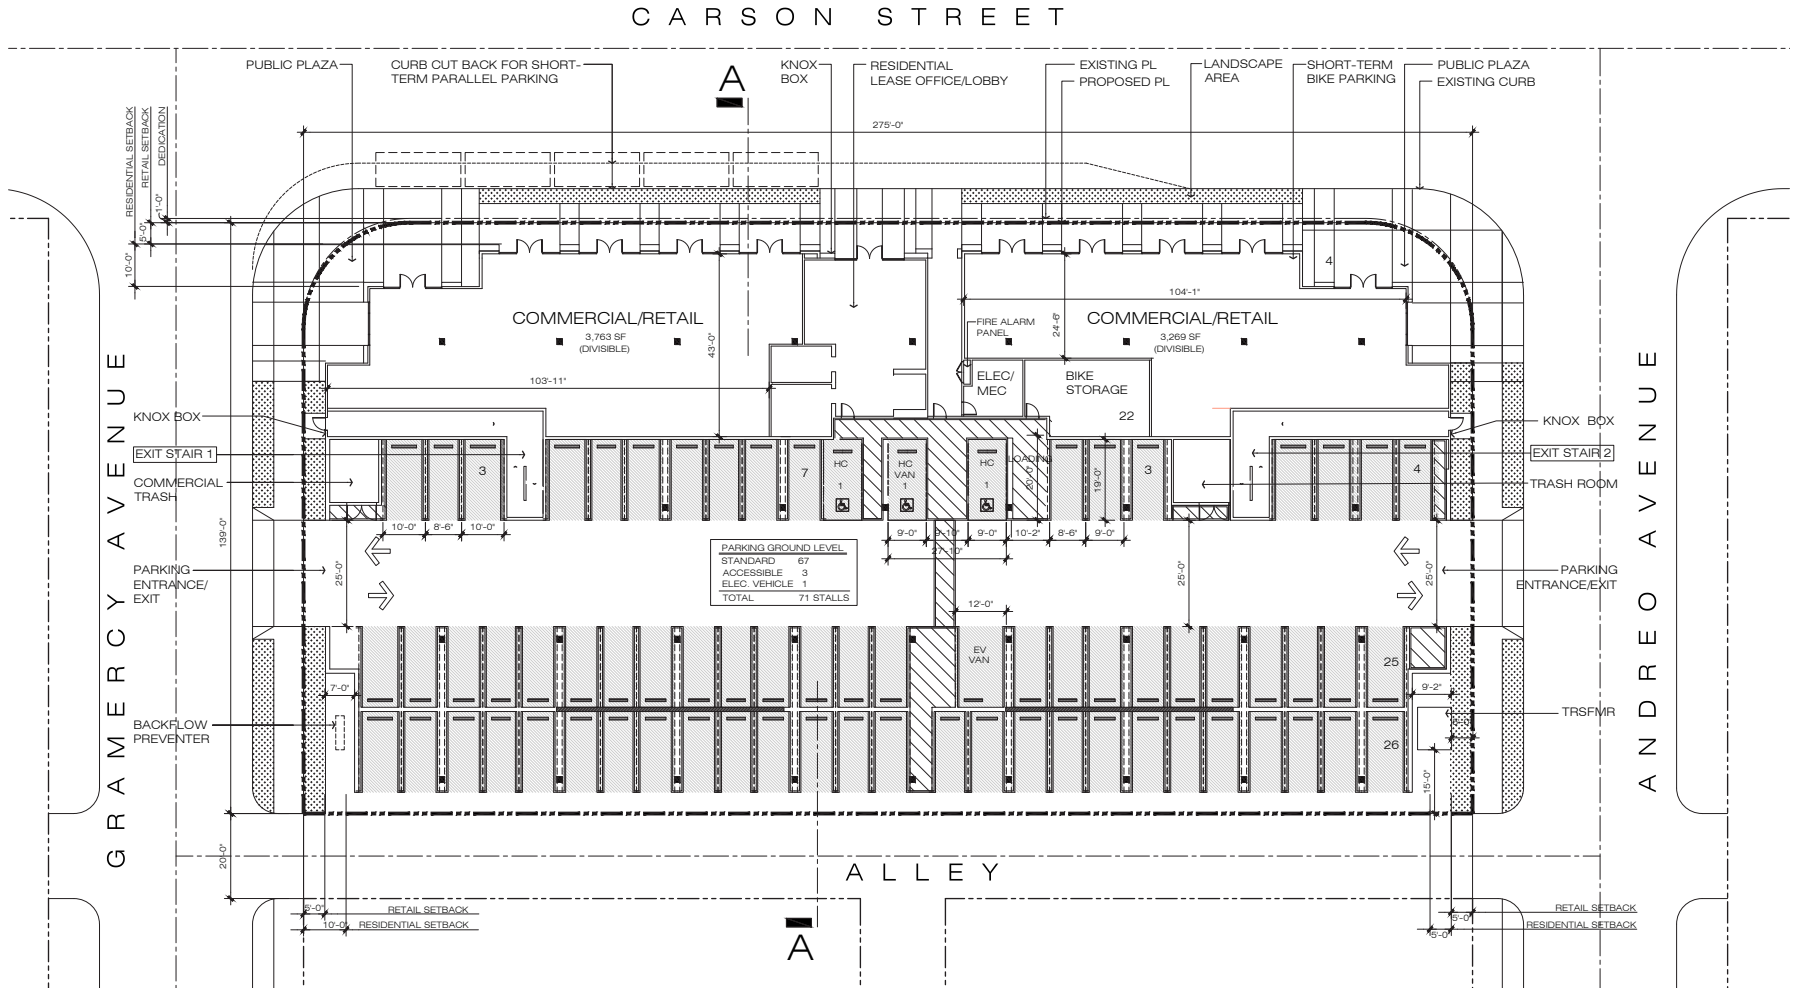 CARSON STREET
PUBLIC PLAZA
CURB CUT BACK FOR SHORT-
TERM PARALLEL PARKING
A
KNOX
BOX
RESIDENTIAL
LEASE OFFICE/LOBBY
EXISTING PL
PROPOSED PL
LANDSCAPE
AREA
SHORT-TERM
BIKE PARKING
PUBLIC PLAZA
EXISTING CURB
275'-0"
RESIDENTIAL SETBACK
RETAIL SETBACK
DEDICATION
1'-0"
5'-0"
10'-0"
4
104'-1"
COMMERCIAL/RETAIL
3,763 SF
(DIVISIBLE)
43'-0"
FIRE ALARM
PANEL
24'-6"
COMMERCIAL/RETAIL
3,269 SF
(DIVISIBLE)
103'-11"
ELEC/
MEC
BIKE
STORAGE
22
GRAMERCY AVENUE
ANDREO AVENUE
KNOX BOX
EXIT STAIR 1
COMMERCIAL
TRASH
KNOX BOX
EXIT STAIR 2
TRASH ROOM
3
7
HC
1
HC
VAN
1
HC
1
LOADING
20'-0"
19'-0"
3
4
10'-0"
8'-6"
10'-0"
9'-0"
9'-10"
9'-0"
10'-2"
8'-6"
9'-0"
27'-10"
139'-0"
PARKING
ENTRANCE/
EXIT
25'-0"
PARKING GROUND LEVEL
STANDARD 67
ACCESSIBLE 3
ELEC. VEHICLE 1
TOTAL 71 STALLS
12'-0"
25'-0"
25'-0"
PARKING
ENTRANCE/EXIT
EV
VAN
25
7'-0"
9'-2"
BACKFLOW
PREVENTER
26
TRSFMR
15'-0"
20'-0"
ALLEY
5'-0"
RETAIL SETBACK
10'-0"
RESIDENTIAL SETBACK
A
RETAIL SETBACK
5'-0"
RESIDENTIAL SETBACK
5'-0"